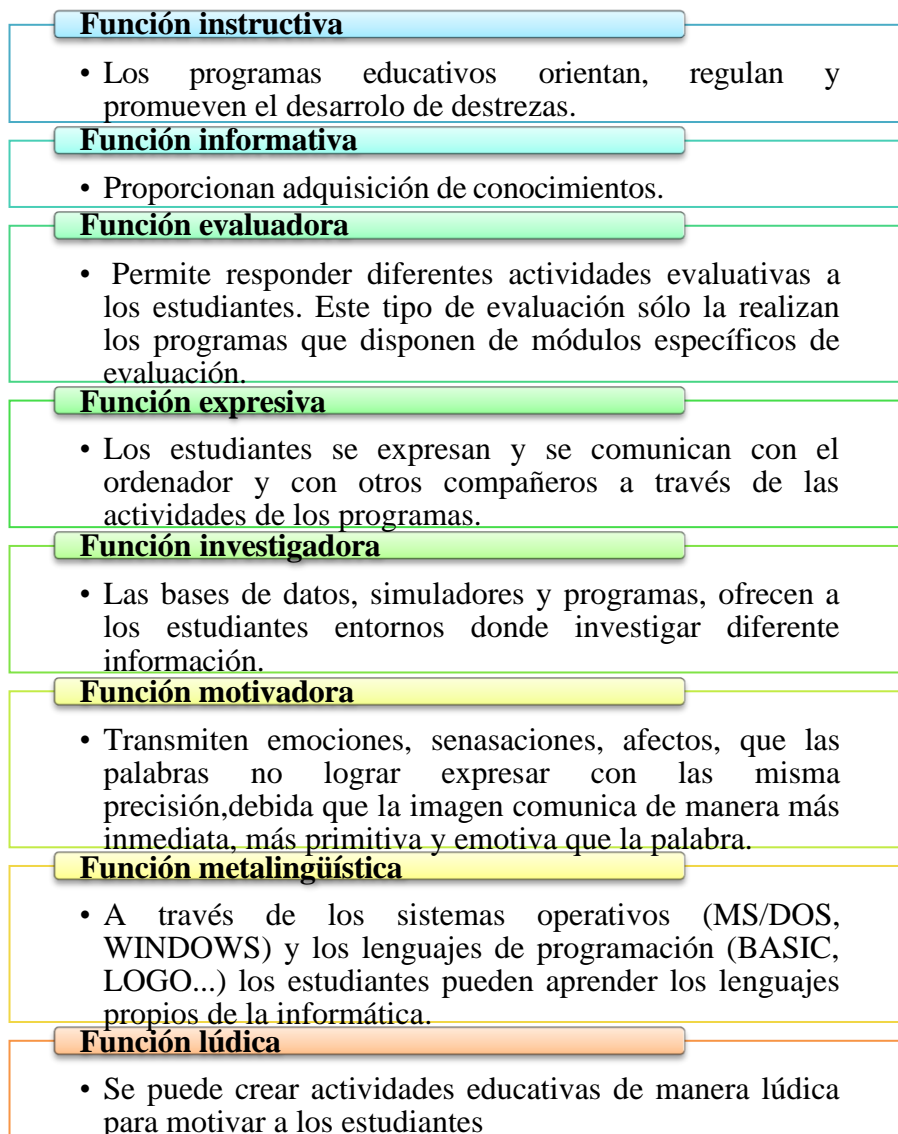 Función instructiva
• Los programas educativos orientan, regulan y
promueven el desarrolo de destrezas.
Función informativa
• Proporcionan adquisición de conocimientos.
Función evaluadora
• Permite responder diferentes actividades evaluativas a
los estudiantes. Este tipo de evaluación sólo la realizan
los programas que disponen de módulos específicos de
evaluación.
Función expresiva
• Los estudiantes se expresan y se comunican con el
ordenador y con otros compañeros a través de las
actividades de los programas.
Función investigadora
• Las bases de datos, simuladores y programas, ofrecen a
los estudiantes entornos donde investigar diferente
información.
Función motivadora
• Transmiten emociones, senasaciones, afectos, que las
palabras no lograr expresar con las misma
precisión,debida que la imagen comunica de manera más
inmediata, más primitiva y emotiva que la palabra.
Función metalingüística
• A través de los sistemas operativos (MS/DOS,
WINDOWS) y los lenguajes de programación (BASIC,
LOGO...) los estudiantes pueden aprender los lenguajes
propios de la informática.
Función lúdica
• Se puede crear actividades educativas de manera lúdica
para motivar a los estudiantes